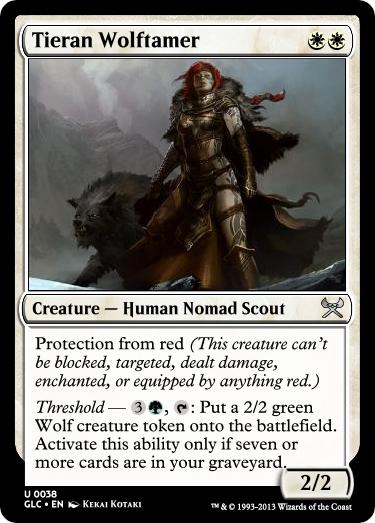 Tieran Wolftamer
Creature — Human Nomad Scout
Protection from red (This creature can't
be blocked, targeted, dealt damage,
enchanted, or equipped by anything red.)
Threshold — 3, : Put a 2/2 green
Wolf creature token onto the battlefield.
Activate this ability only if seven or
more cards are in your graveyard.
2/2
U 0038
GLC • EN Kekai Kotaki
™ & © 1993-2013 Wizards of the Coast